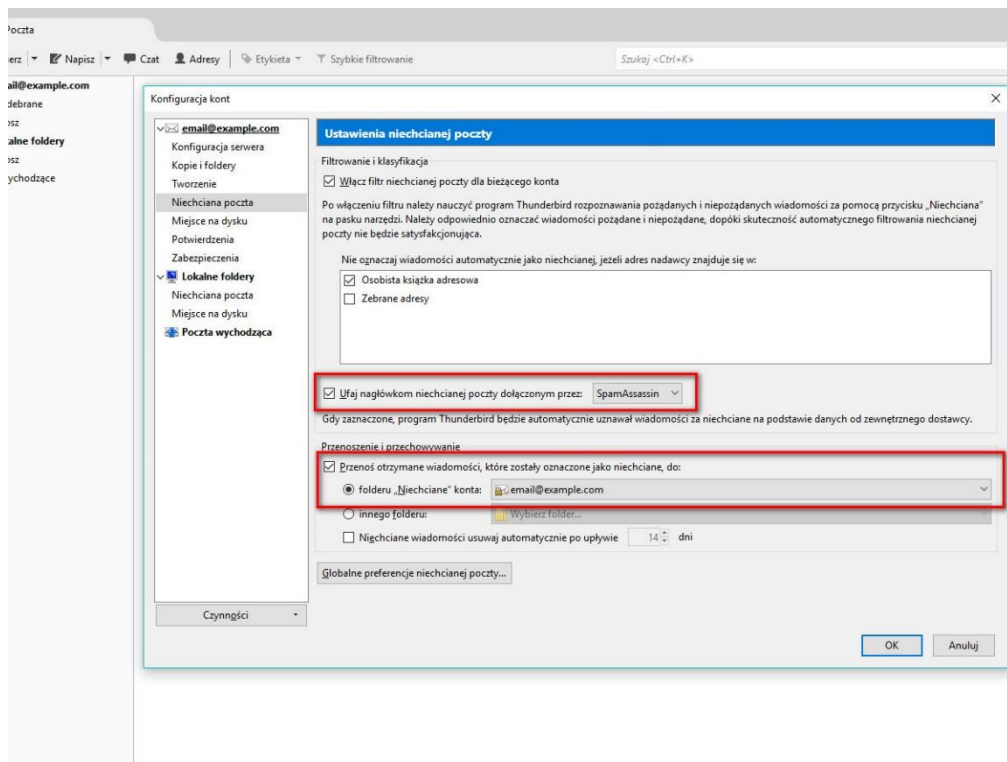 Poczta
Napisz
Czat
Adresy
Etykieta
Szybkie filtrowanie
Szukaj <Ctrl+K>
Konfiguracja kont
email@example.com
Konfiguracja serwera
Kopie i foldery
Tworzenie
Niechciana poczta
Miejsce na dysku
Potwierdzenia
Zabezpieczenia
Lokalne foldery
Niechciana poczta
Miejsce na dysku
Poczta wychodząca
Czynności
Ustawienia niechcianej poczty
Filtrowanie i klasyfikacja
Włącz filtr niechcianej poczty dla bieżącego konta
Po włączeniu filtru należy nauczyć program Thunderbird rozpoznawania pożądanych i niepożądanych wiadomości za pomocą przycisku „Niechciana”
na pasku narzędzi. Należy odpowiednio oznaczać wiadomości pożądane i niepożądane, dopóki skuteczność automatycznego filtrowania niechcianej
poczty nie będzie satysfakcjonująca.
Nie oznaczaj wiadomości automatycznie jako niechcianej, jeżeli adres nadawcy znajduje się w:
Osobista książka adresowa
Zebrane adresy
Ufaj nagłówkom niechcianej poczty dołączonym przez: SpamAssassin
Gdy zaznaczone, program Thunderbird będzie automatycznie uznawał wiadomości za niechciane na podstawie danych od zewnętrznego dostawcy.
Przenoszenie i przechowywanie
Przenoś otrzymane wiadomości, które zostały oznaczone jako niechciane, do:
folderu „Niechciane” konta: email@example.com
innego folderu: Wybierz folder...
Niechciane wiadomości usuwaj automatycznie po upływie 14 dni
Globalne preferencje niechcianej poczty...
OK Anuluj